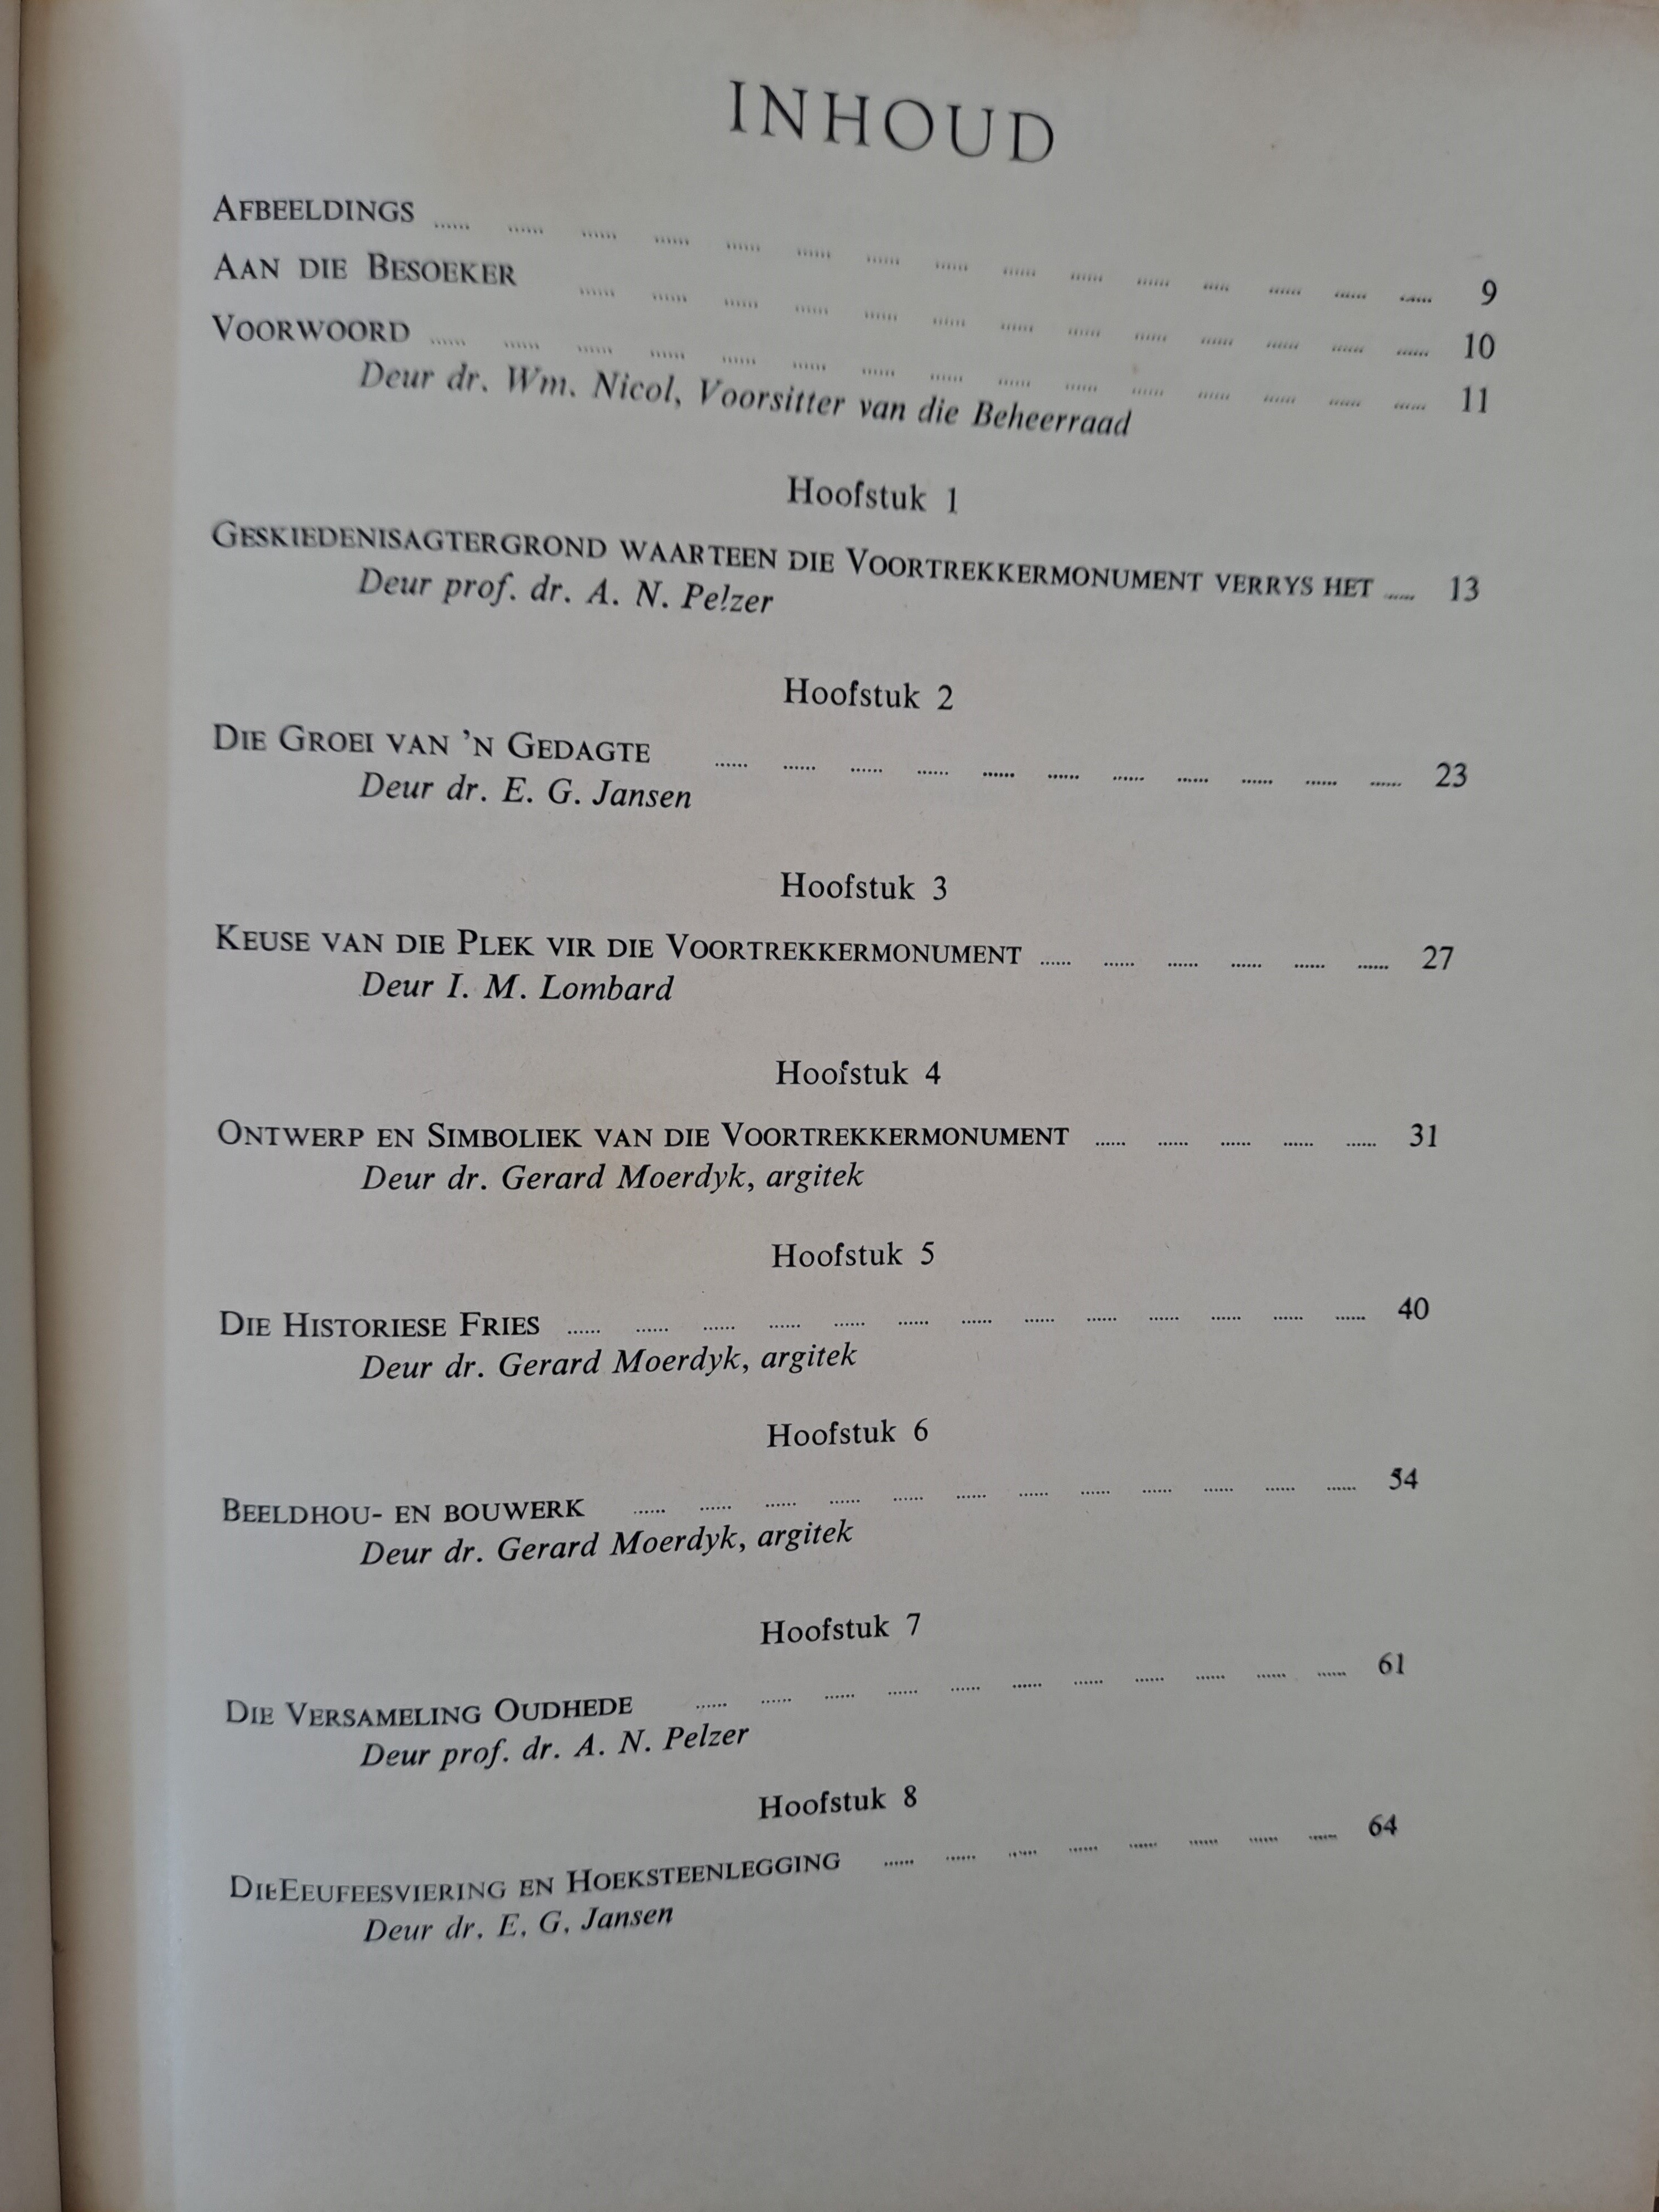 INHOUD
AFBEELDINGS ...... 9
AAN DIE BESOEKER ...... 10
VOORWOORD ...... 11
Deur dr. Wm. Nicol, Voorsitter van die Beheerraad
Hoofstuk 1
GESKIEDENISAGTERGROND WAARTEEN DIE VOORTREKKERMONUMENT VERRYS HET ...... 13
Deur prof. dr. A. N. Pelzer
Hoofstuk 2
DIE GROEI VAN 'N GEDAGTE ...... 23
Deur dr. E. G. Jansen
Hoofstuk 3
KEUSE VAN DIE PLEK VIR DIE VOORTREKKERMONUMENT ...... 27
Deur I. M. Lombard
Hoofstuk 4
ONTWERP EN SIMBOLIEK VAN DIE VOORTREKKERMONUMENT ...... 31
Deur dr. Gerard Moerdyk, argitek
Hoofstuk 5
DIE HISTORIESE FRIES ...... 40
Deur dr. Gerard Moerdyk, argitek
Hoofstuk 6
BEELDHOU- EN BOUWERK ...... 54
Deur dr. Gerard Moerdyk, argitek
Hoofstuk 7
DIE VERSAMELING OUDHEDE ...... 61
Deur prof. dr. A. N. Pelzer
Hoofstuk 8
DIE EEUFEESVIERING EN HOEKSTEENLEGGING ...... 64
Deur dr. E. G. Jansen